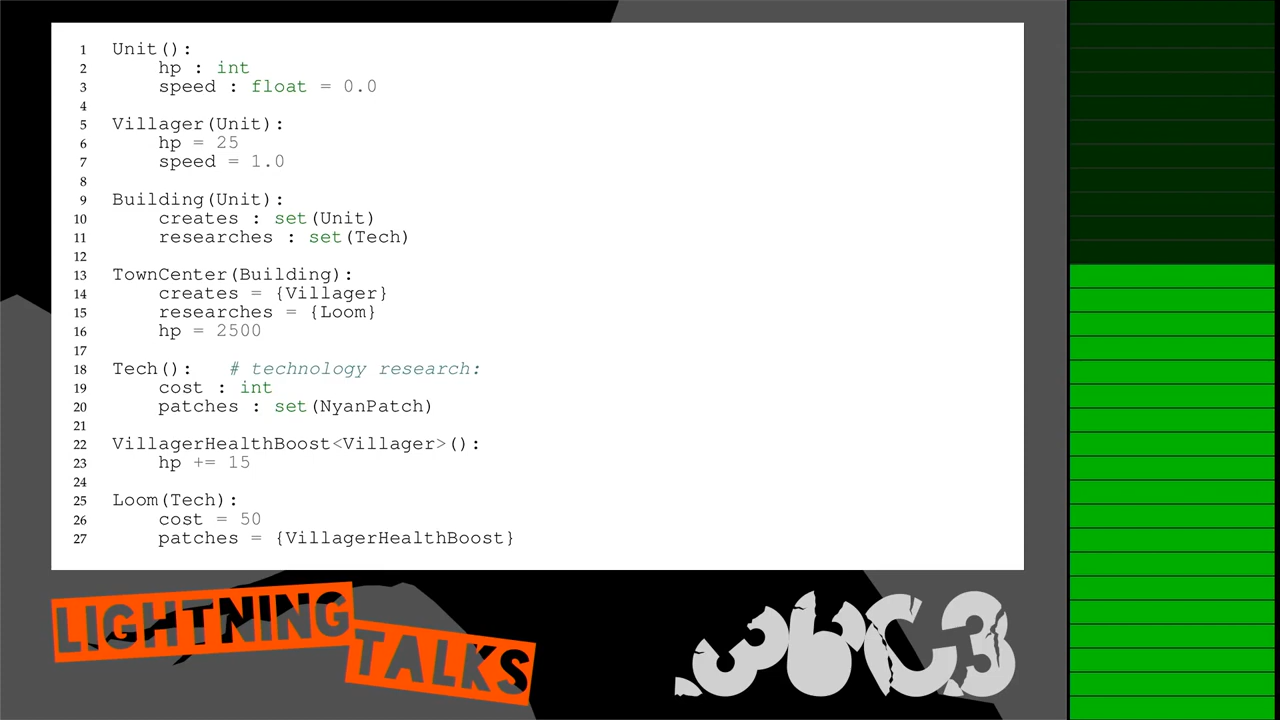 1 Unit():
2 hp : int
3 speed : float = 0.0
4
5 Villager(Unit):
6 hp = 25
7 speed = 1.0
8
9 Building(Unit):
10 creates : set(Unit)
11 researches : set(Tech)
12
13 TownCenter(Building):
14 creates = {Villager}
15 researches = {Loom}
16 hp = 2500
17
18 Tech(): # technology research:
19 cost : int
20 patches : set(NyanPatch)
21
22 VillagerHealthBoost<Villager>():
23 hp += 15
24
25 Loom(Tech):
26 cost = 50
27 patches = {VillagerHealthBoost}
LIGHTNING
TALKS
36C3